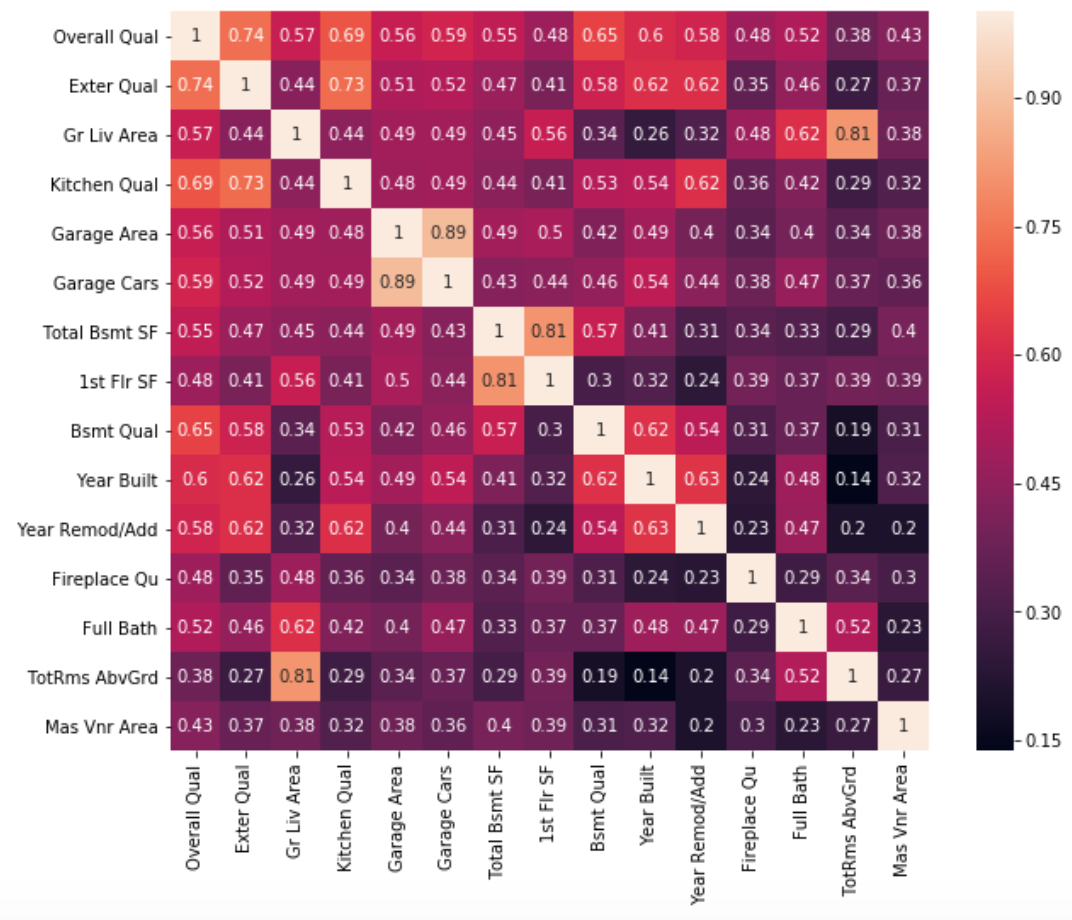 Overall Qual 1 0.74 0.57 0.69 0.56 0.59 0.55 0.48 0.65 0.6 0.58 0.48 0.52 0.38 0.43
Exter Qual 0.74 1 0.44 0.73 0.51 0.52 0.47 0.41 0.58 0.62 0.62 0.35 0.46 0.27 0.37
Gr Liv Area 0.57 0.44 1 0.44 0.49 0.49 0.45 0.56 0.34 0.26 0.32 0.48 0.62 0.81 0.38
Kitchen Qual 0.69 0.73 0.44 1 0.48 0.49 0.44 0.41 0.53 0.54 0.62 0.36 0.42 0.29 0.32
Garage Area 0.56 0.51 0.49 0.48 1 0.89 0.49 0.5 0.42 0.49 0.4 0.34 0.4 0.34 0.38
Garage Cars 0.59 0.52 0.49 0.49 0.89 1 0.43 0.44 0.46 0.54 0.44 0.38 0.47 0.37 0.36
Total Bsmt SF 0.55 0.47 0.45 0.44 0.49 0.43 1 0.81 0.57 0.41 0.31 0.34 0.33 0.29 0.4
1st Flr SF 0.48 0.41 0.56 0.41 0.5 0.44 0.81 1 0.3 0.32 0.24 0.39 0.37 0.39 0.39
Bsmt Qual 0.65 0.58 0.34 0.53 0.42 0.46 0.57 0.3 1 0.62 0.54 0.31 0.37 0.19 0.31
Year Built 0.6 0.62 0.26 0.54 0.49 0.54 0.41 0.32 0.62 1 0.63 0.24 0.48 0.14 0.32
Year Remod/Add 0.58 0.62 0.32 0.62 0.4 0.44 0.31 0.24 0.54 0.63 1 0.23 0.47 0.2 0.2
Fireplace Qu 0.48 0.35 0.48 0.36 0.34 0.38 0.34 0.39 0.31 0.24 0.23 1 0.29 0.34 0.3
Full Bath 0.52 0.46 0.62 0.42 0.4 0.47 0.33 0.37 0.37 0.48 0.47 0.29 1 0.52 0.23
TotRms AbvGrd 0.38 0.27 0.81 0.29 0.34 0.37 0.29 0.39 0.19 0.14 0.2 0.34 0.52 1 0.27
Mas Vnr Area 0.43 0.37 0.38 0.32 0.38 0.36 0.4 0.39 0.31 0.32 0.2 0.3 0.23 0.27 1
Overall Qual
Exter Qual
Gr Liv Area
Kitchen Qual
Garage Area
Garage Cars
Total Bsmt SF
1st Flr SF
Bsmt Qual
Year Built
Year Remod/Add
Fireplace Qu
Full Bath
TotRms AbvGrd
Mas Vnr Area
0.90
0.75
0.60
0.45
0.30
0.15